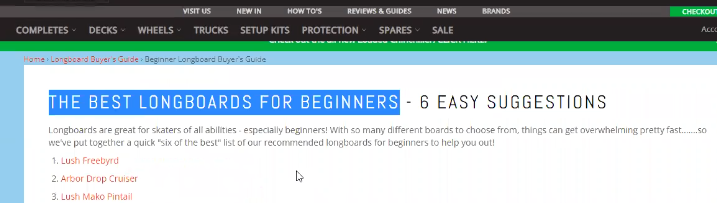 VISIT US NEW IN HOW TO'S REVIEWS & GUIDES NEWS BRANDS CHECKOU
COMPLETES DECKS WHEELS TRUCKS SETUP KITS PROTECTION SPARES SALE Acco
Home › Longboard Buyer's Guide › Beginner Longboard Buyer's Guide
THE BEST LONGBOARDS FOR BEGINNERS - 6 EASY SUGGESTIONS
Longboards are great for skaters of all abilities - especially beginners! With so many different boards to choose from, things can get overwhelming pretty fast.......so
we've put together a quick "six of the best" list of our recommended longboards for beginners to help you out!
1. Lush Freebyrd
2. Arbor Drop Cruiser
3. Lush Mako Pintail